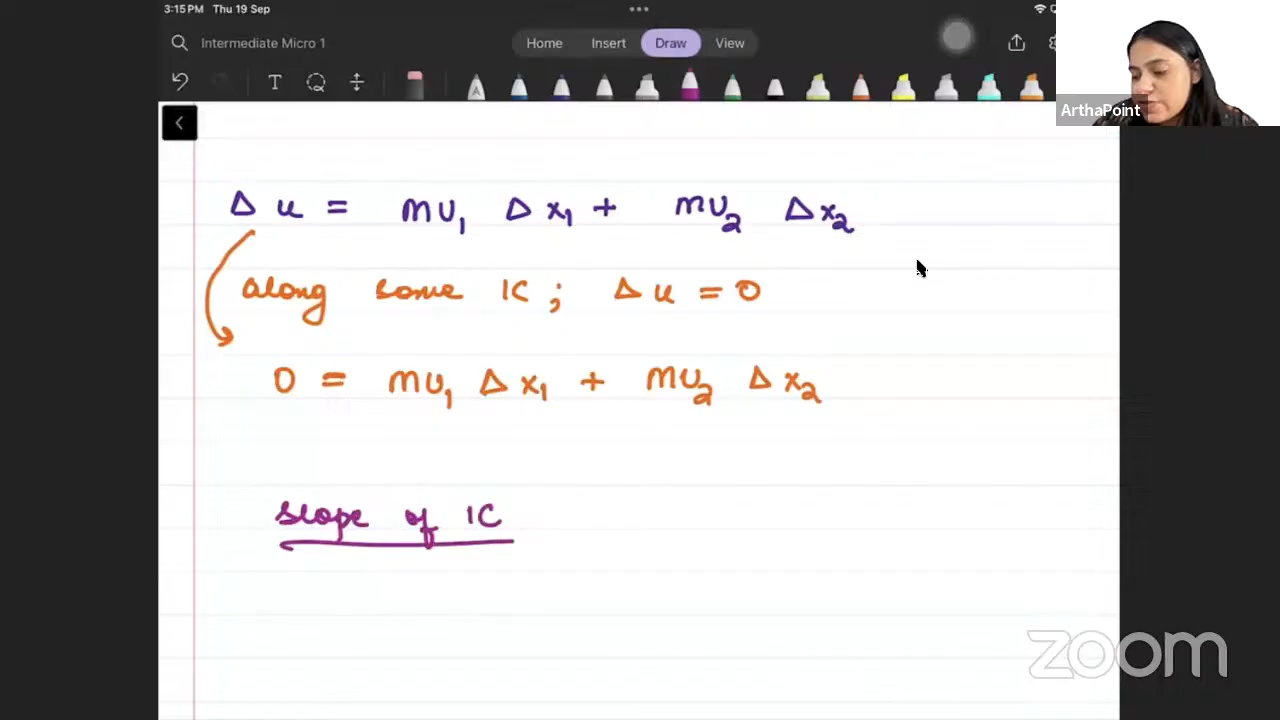 3:15 PM Thu 19 Sep
Intermediate Micro 1
Home Insert Draw View
T
A
ArthaPoint
Δ u = MU₁ Δ x₁ + MU₂ Δ x₂
along some IC ; Δ u = 0
0 = MU₁ Δ x₁ + MU₂ Δ x₂
slope of IC
zoom